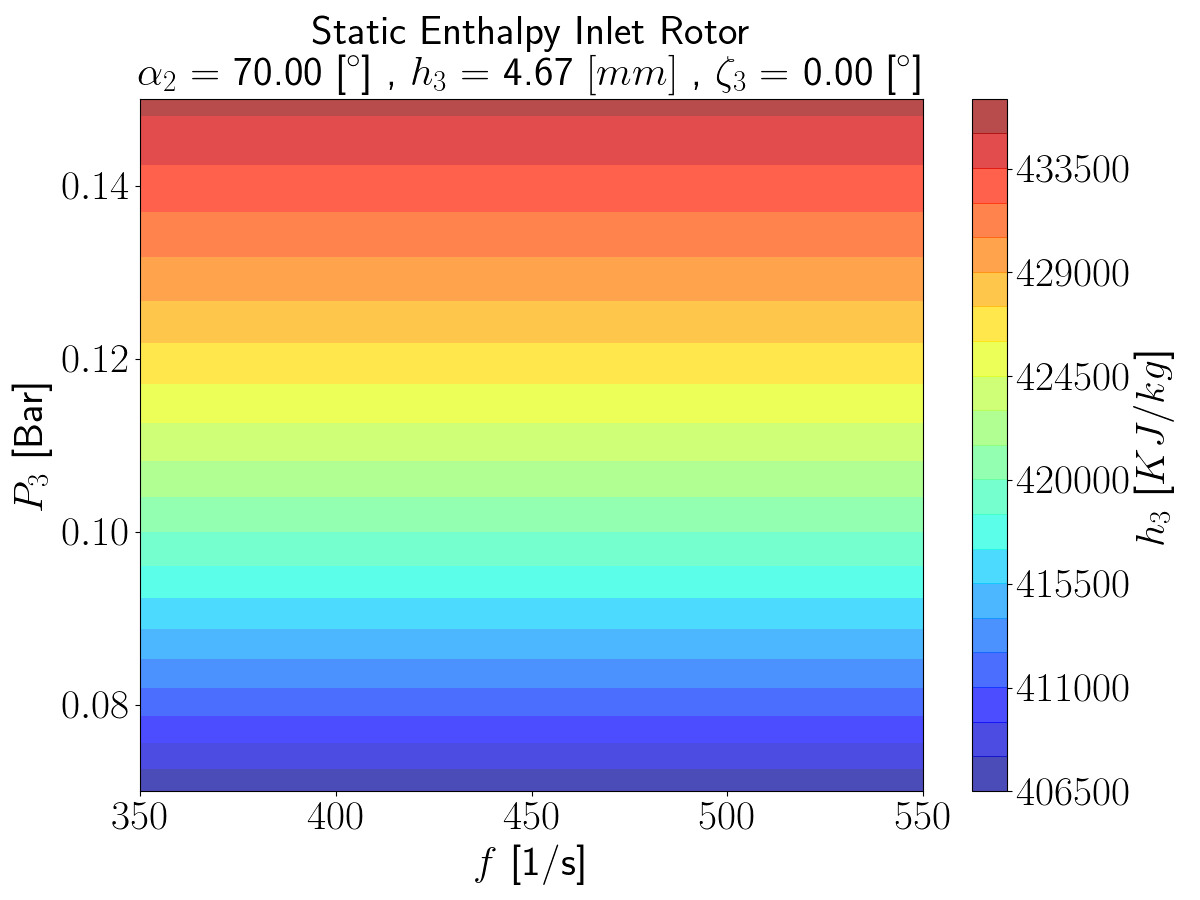 Static Enthalpy Inlet Rotor
α₂ = 70.00 [°] , h₃ = 4.67 [mm] , ζ₃ = 0.00 [°]
0.14
0.12
0.10
0.08
P₃ [Bar]
350 400 450 500 550
f [1/s]
433500
429000
424500
420000
415500
411000
406500
h₃ [KJ/kg]